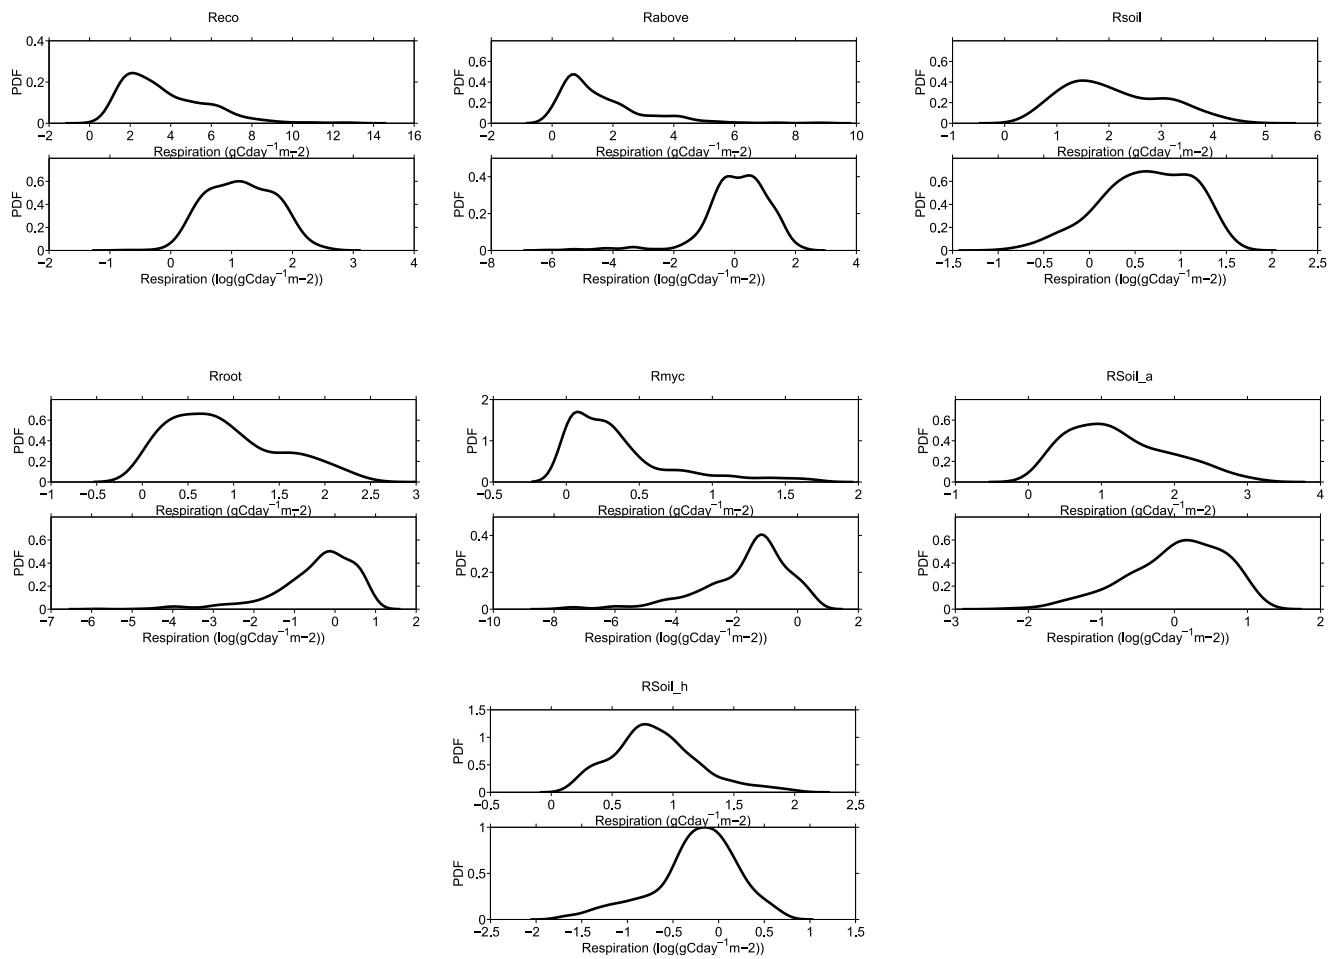 Reco
0.4
0.2
0
PDF
−2 0 2 4 6 8 10 12 14 16
Respiration (gCday−1m−2)
0.6
0.4
0.2
0
PDF
−2 −1 0 1 2 3 4
Respiration (log(gCday−1m−2))
Rabove
0.6
0.4
0.2
0
PDF
−2 0 2 4 6 8 10
Respiration (gCday−1m−2)
0.4
0.2
0
PDF
−8 −6 −4 −2 0 2 4
Respiration (log(gCday−1m−2))
Rsoil
0.6
0.4
0.2
0
PDF
−1 0 1 2 3 4 5 6
Respiration (gCday−1m−2)
0.6
0.4
0.2
0
PDF
−1.5 −1 −0.5 0 0.5 1 1.5 2 2.5
Respiration (log(gCday−1m−2))
Rroot
0.6
0.4
0.2
0
PDF
−1 −0.5 0 0.5 1 1.5 2 2.5 3
Respiration (gCday−1m−2)
0.6
0.4
0.2
0
PDF
−7 −6 −5 −4 −3 −2 −1 0 1 2
Respiration (log(gCday−1m−2))
Rmyc
2
1
0
PDF
−0.5 0 0.5 1 1.5 2
Respiration (gCday−1m−2)
0.4
0.2
0
PDF
−10 −8 −6 −4 −2 0 2
Respiration (log(gCday−1m−2))
RSoil_a
0.6
0.4
0.2
0
PDF
−1 0 1 2 3 4
Respiration (gCday−1m−2)
0.6
0.4
0.2
0
PDF
−3 −2 −1 0 1 2
Respiration (log(gCday−1m−2))
RSoil_h
1.5
1
0.5
0
PDF
−0.5 0 0.5 1 1.5 2 2.5
Respiration (gCday−1m−2)
1
0.5
0
PDF
−2.5 −2 −1.5 −1 −0.5 0 0.5 1 1.5
Respiration (log(gCday−1m−2))